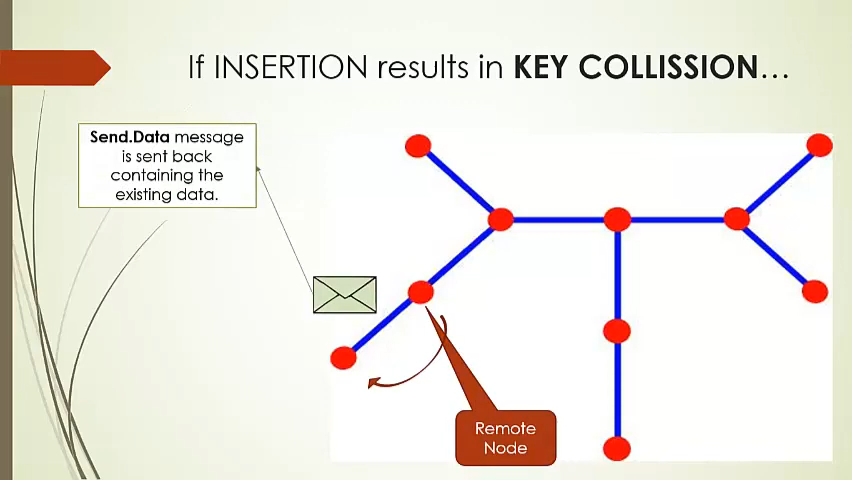 If INSERTION results in KEY COLLISSION…
Send.Data message
is sent back
containing the
existing data.
Remote
Node